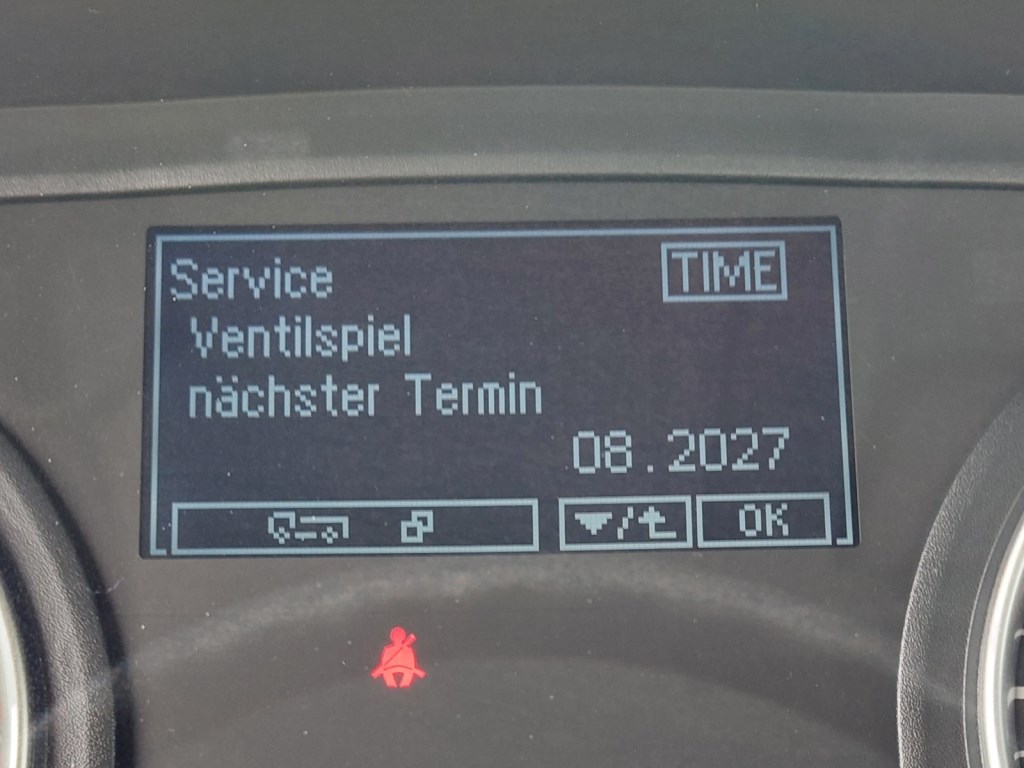 Service TIME
Ventilspiel
nächster Termin
08.2027
OK